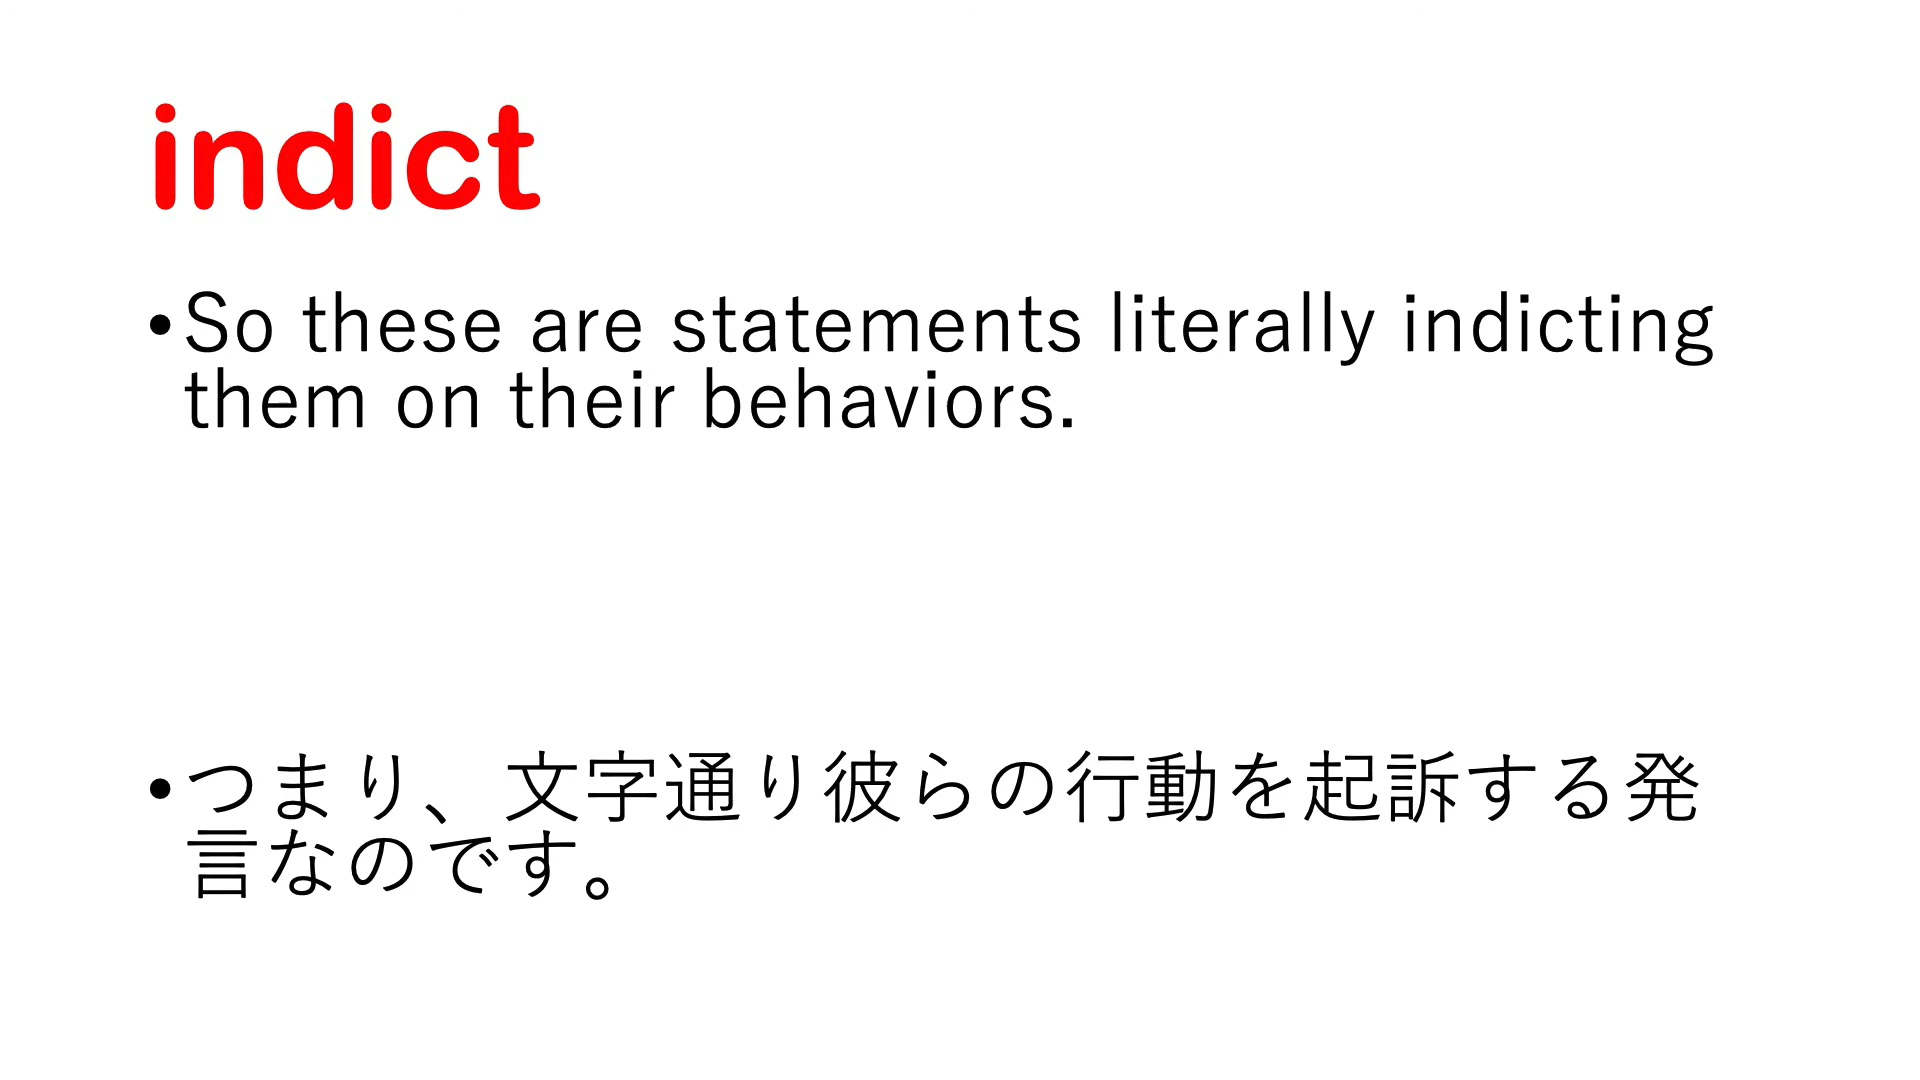 indict
•So these are statements literally indicting
them on their behaviors.
•つまり、文字通り彼らの行動を起訴する発
言なのです。